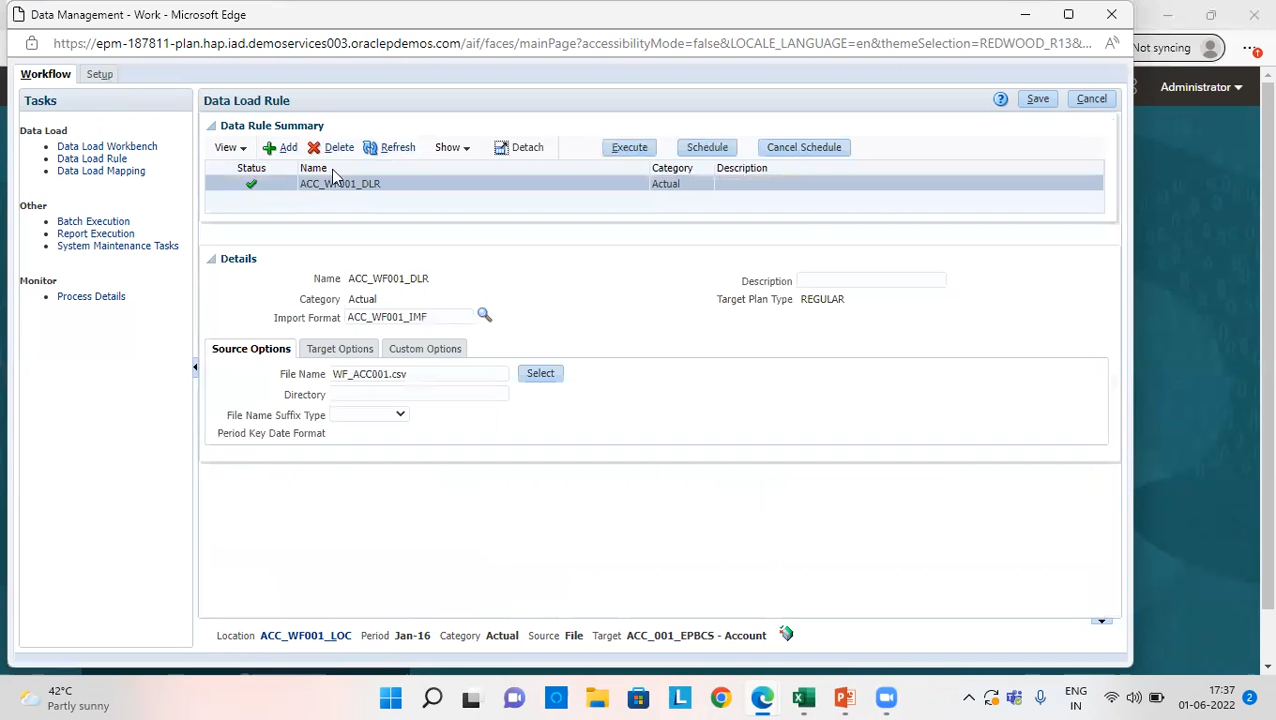 Data Management - Work - Microsoft Edge
https://epm-187811-plan.hap.iad.demoservices003.oraclepdemos.com/aif/faces/mainPage?accessibilityMode=false&LOCALE_LANGUAGE=en&themeSelection=REDWOOD_R13&...
Not syncing
Workflow Setup
Administrator
Tasks
Data Load
Data Load Workbench
Data Load Rule
Data Load Mapping
Other
Batch Execution
Report Execution
System Maintenance Tasks
Monitor
Process Details
Data Load Rule
Save Cancel
Data Rule Summary
View Add Delete Refresh Show Detach Execute Schedule Cancel Schedule
Status Name Category Description
ACC_WF001_DLR Actual
Details
Name ACC_WF001_DLR
Description
Category Actual
Target Plan Type REGULAR
Import Format ACC_WF001_IMF
Source Options Target Options Custom Options
File Name WF_ACC001.csv Select
Directory
File Name Suffix Type
Period Key Date Format
Location ACC_WF001_LOC Period Jan-16 Category Actual Source File Target ACC_001_EPBCS - Account
42°C
Partly sunny
ENG
IN
17:37
01-06-2022
2